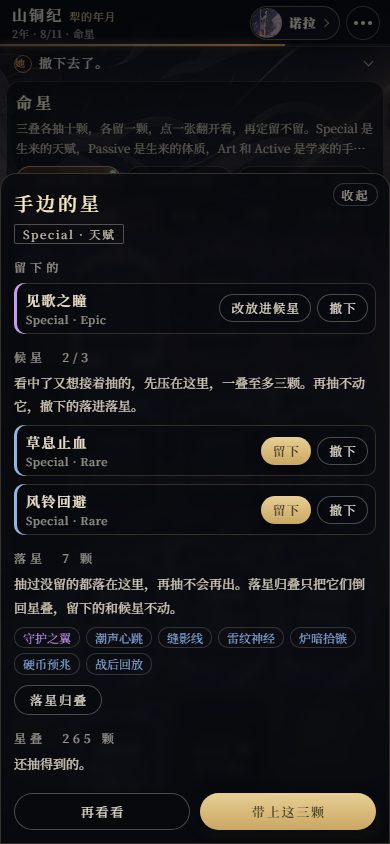 山铜纪 犁的年月
2年 · 8/11 · 命星
诺拉
她 撤下去了。
命星
三叠各抽十颗，各留一颗，点一张翻开看，再定留不留。Special 是
生来的天赋，Passive 是生来的体质，Art 和 Active 是学来的手…
手边的星
收起
Special · 天赋
留下的
见歌之瞳
Special · Epic
改放进候星
撤下
候星 2/3
看中了又想接着抽的，先压在这里，一叠至多三颗。再抽不动
它，撤下的落进落星。
草息止血
Special · Rare
留下
撤下
风铃回避
Special · Rare
留下
撤下
落星 7 颗
抽过没留的都落在这里，再抽不会再出。落星归叠只把它们倒
回星叠，留下的和候星不动。
守护之翼 潮声心跳 缝影线 雷纹神经 炉暗拾镞
硬币预兆 战后回放
落星归叠
星叠 265 颗
还抽得到的。
再看看
带上这三颗